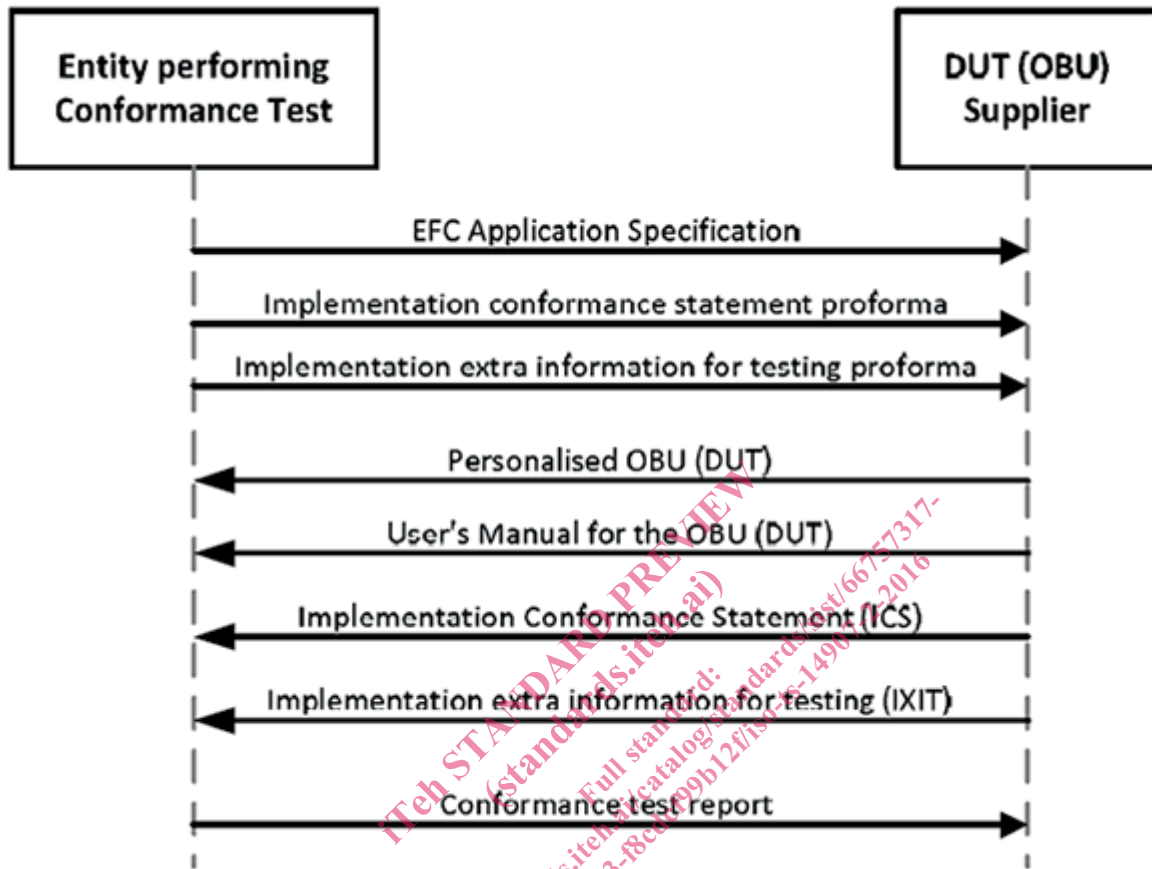 Entity performing
Conformance Test
DUT (OBU)
Supplier
EFC Application Specification
Implementation conformance statement proforma
Implementation extra information for testing proforma
Personalised OBU (DUT)
User's Manual for the OBU (DUT)
Implementation Conformance Statement (ICS)
Implementation extra information for testing (IXIT)
Conformance test report
iTeh STANDARD PREVIEW
(standards.iteh.ai)
Full standard: